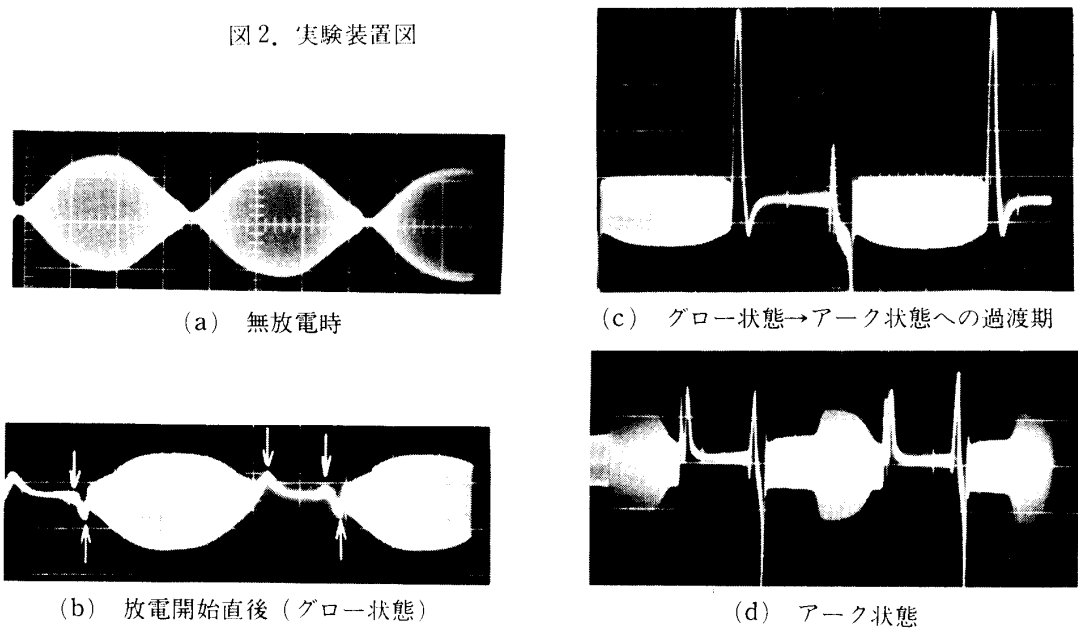 図2. 実験装置図
(a) 無放電時
(b) 放電開始直後(グロー状態)
(c) グロー状態→アーク状態への過渡期
(d) アーク状態